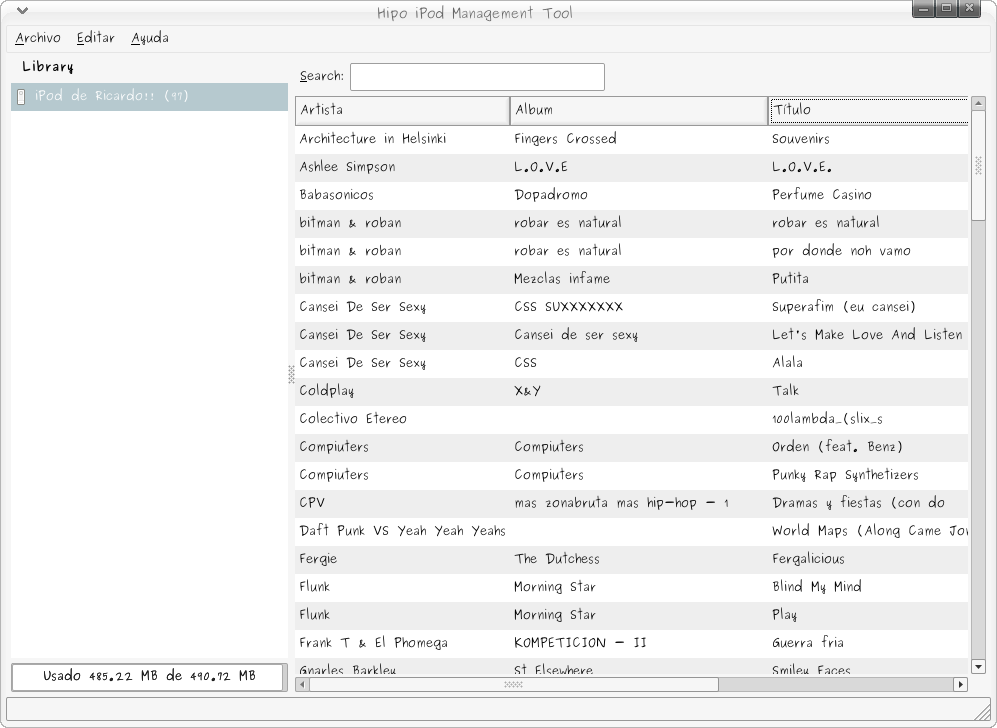 Hipo iPod Management Tool
Archivo Editar Ayuda
Library
iPod de Ricardo!! (97)
Search:
Artista Album Título
Architecture in Helsinki Fingers Crossed Souvenirs
Ashlee Simpson L.O.V.E L.O.V.E.
Babasonicos Dopadromo Perfume Casino
bitman & roban robar es natural robar es natural
bitman & roban robar es natural por donde noh vamo
bitman & roban Mezclas infame Putita
Cansei De Ser Sexy CSS SUXXXXXXX Superafim (eu cansei)
Cansei De Ser Sexy Cansei de ser sexy Let's Make Love And Listen
Cansei De Ser Sexy CSS Alala
Coldplay X&Y Talk
Colectivo Etereo 100lambda_(slix_s
Compiuters Compiuters Orden (feat. Benz)
Compiuters Compiuters Punky Rap Synthetizers
CPV mas zonabruta mas hip-hop - 1 Dramas y fiestas (con do
Daft Punk VS Yeah Yeah Yeahs World Maps (Along Came Jo
Fergie The Dutchess Fergalicious
Flunk Morning Star Blind My Mind
Flunk Morning Star Play
Frank T & El Phomega KOMPETICION - II Guerra fria
Gnarles Barkley St Elsewhere Smiley Faces
Usado 485.22 MB de 490.72 MB